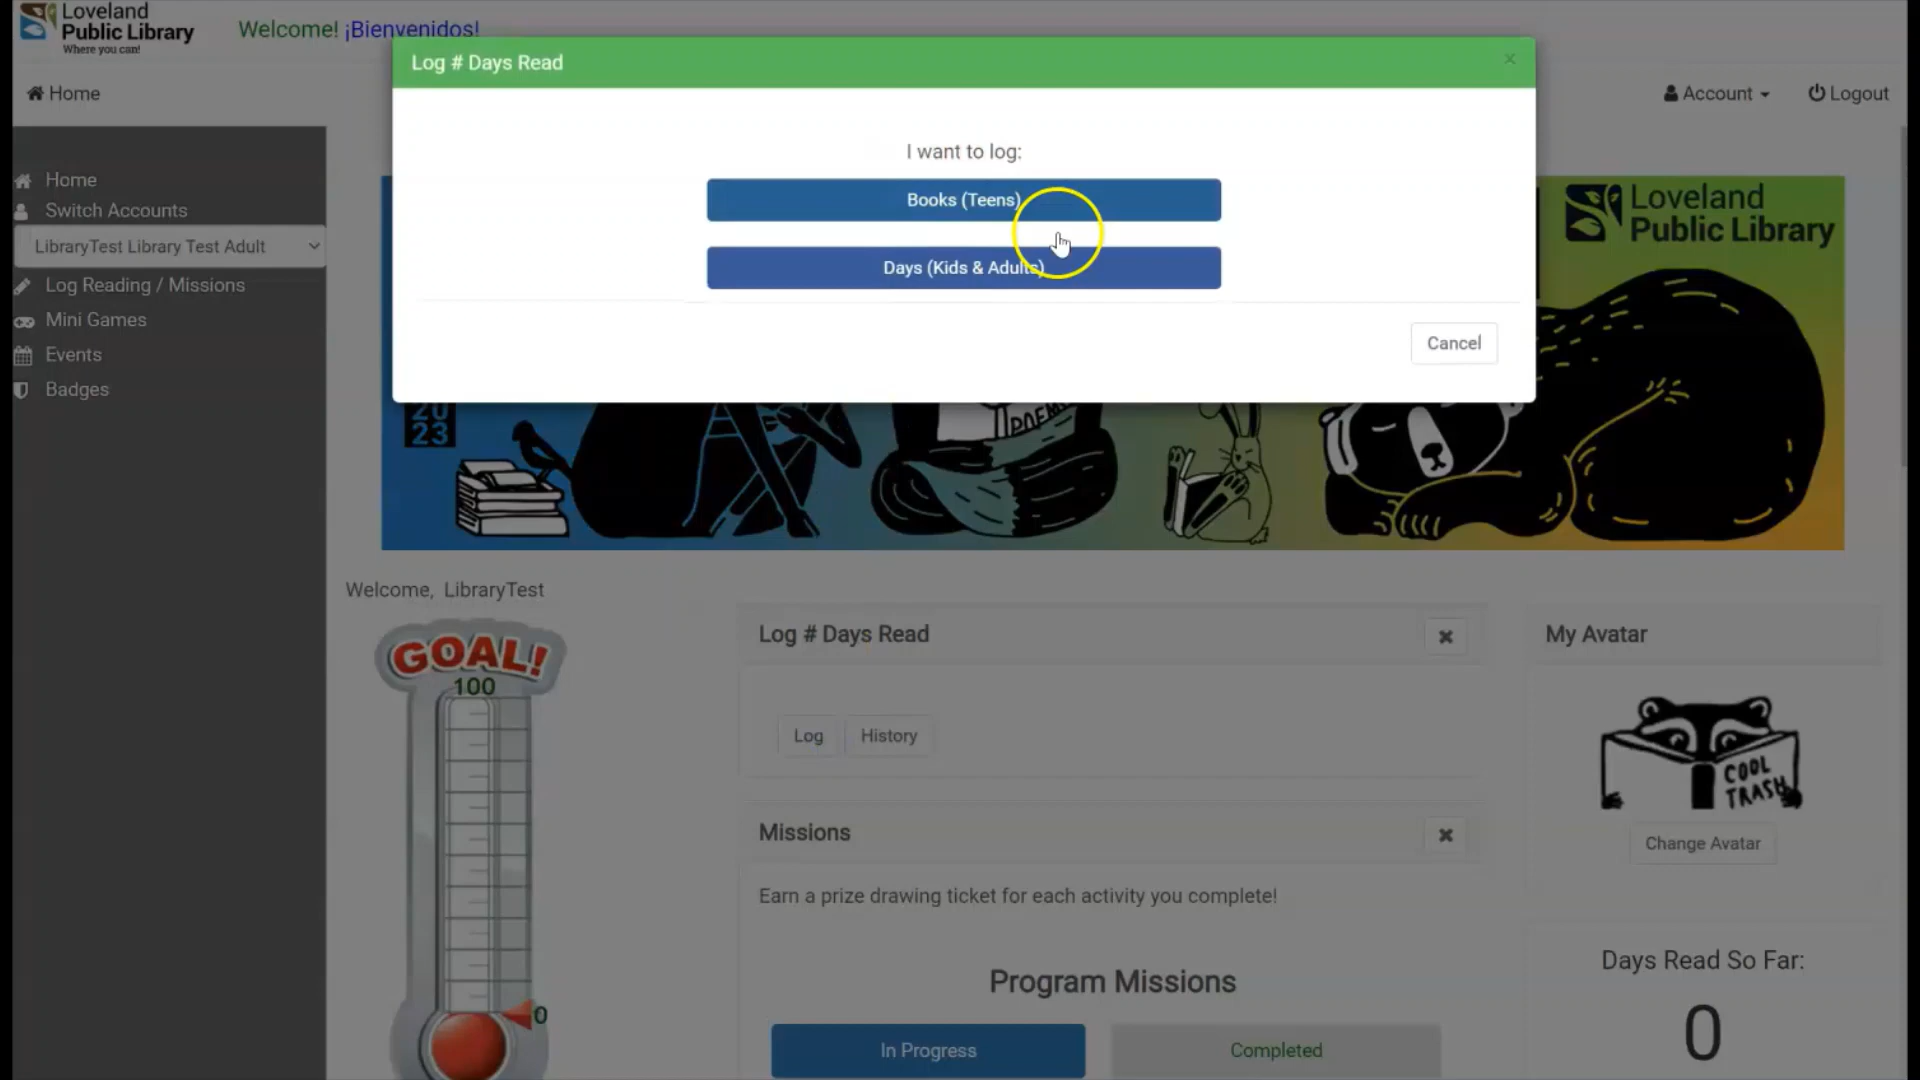 Loveland
Public Library
Where you can!
Welcome! ¡Bienvenidos!
Log # Days Read
×
Home
Account
Logout
I want to log:
Books (Teens)
Days (Kids & Adults)
Cancel
Home
Switch Accounts
LibraryTest Library Test Adult
Log Reading / Missions
Mini Games
Events
Badges
Loveland
Public Library
20
23
POEMS
Welcome, LibraryTest
GOAL!
100
0
Log # Days Read
Log
History
Missions
Earn a prize drawing ticket for each activity you complete!
Program Missions
In Progress
Completed
My Avatar
COOL
TRASH
Change Avatar
Days Read So Far:
0